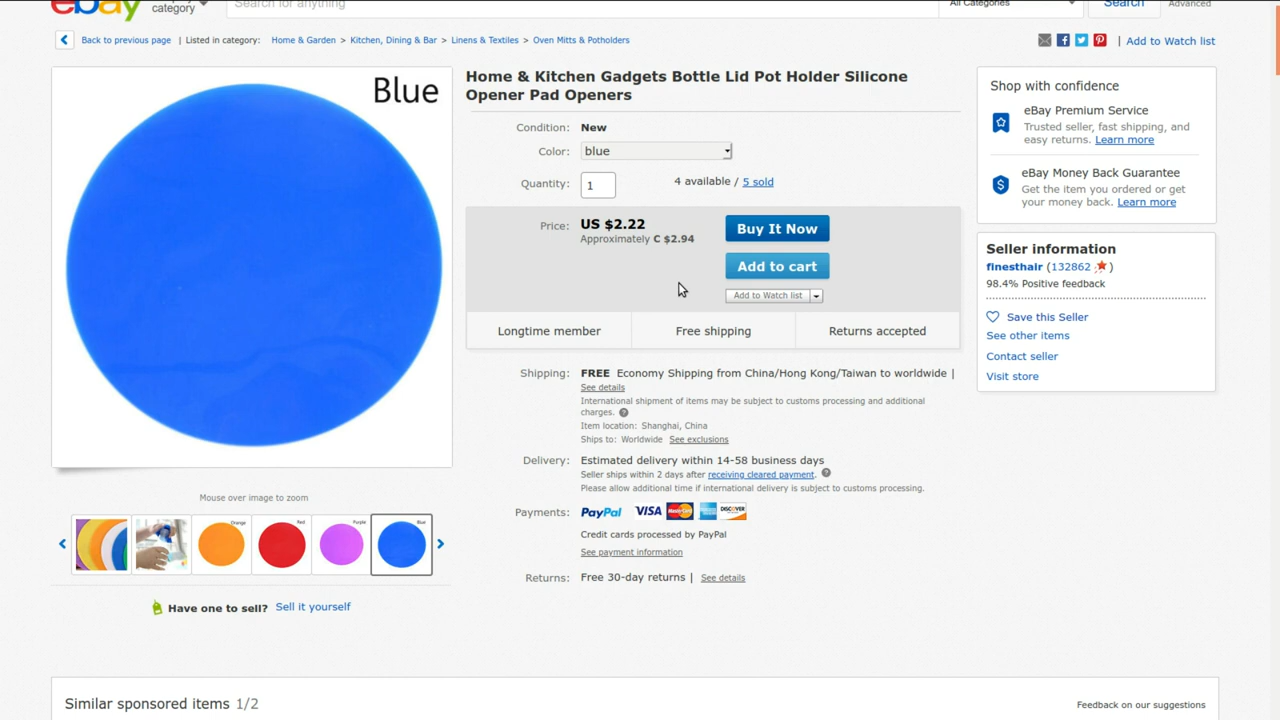 ebay
category
Search for anything
All Categories
Search
Advanced
Back to previous page | Listed in category: Home & Garden > Kitchen, Dining & Bar > Linens & Textiles > Oven Mitts & Potholders
| Add to Watch list
Blue
Home & Kitchen Gadgets Bottle Lid Pot Holder Silicone
Opener Pad Openers
Condition: New
Color: blue
Quantity: 1
4 available / 5 sold
Price: US $2.22
Approximately C $2.94
Buy It Now
Add to cart
Add to Watch list
Longtime member
Free shipping
Returns accepted
Shipping: FREE Economy Shipping from China/Hong Kong/Taiwan to worldwide |
See details
International shipment of items may be subject to customs processing and additional
charges. ?
Item location: Shanghai, China
Ships to: Worldwide See exclusions
Delivery: Estimated delivery within 14-58 business days
Seller ships within 2 days after receiving cleared payment. ?
Please allow additional time if international delivery is subject to customs processing.
Payments: PayPal VISA MasterCard DISCOVER
Credit cards processed by PayPal
See payment information
Returns: Free 30-day returns | See details
Shop with confidence
eBay Premium Service
Trusted seller, fast shipping, and
easy returns. Learn more
eBay Money Back Guarantee
Get the item you ordered or get
your money back. Learn more
Seller information
finesthair (132862 )
98.4% Positive feedback
Save this Seller
See other items
Contact seller
Visit store
Mouse over image to zoom
Orange
Red
Purple
Blue
Have one to sell? Sell it yourself
Similar sponsored items 1/2
Feedback on our suggestions